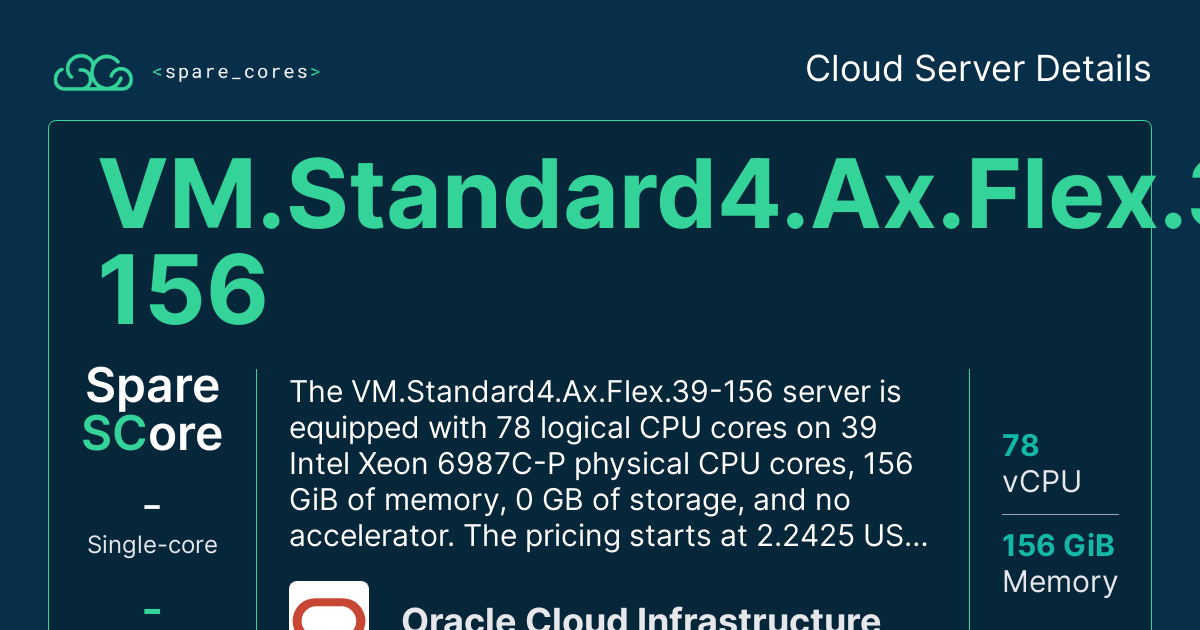 <spare_cores>
Cloud Server Details
VM.Standard4.Ax.Flex.3
156
Spare
SCore
The VM.Standard4.Ax.Flex.39-156 server is
equipped with 78 logical CPU cores on 39
Intel Xeon 6987C-P physical CPU cores, 156
GiB of memory, 0 GB of storage, and no
accelerator. The pricing starts at 2.2425 US...
–
Single-core
–
78
vCPU
156 GiB
Memory
Oracle Cloud Infrastructure